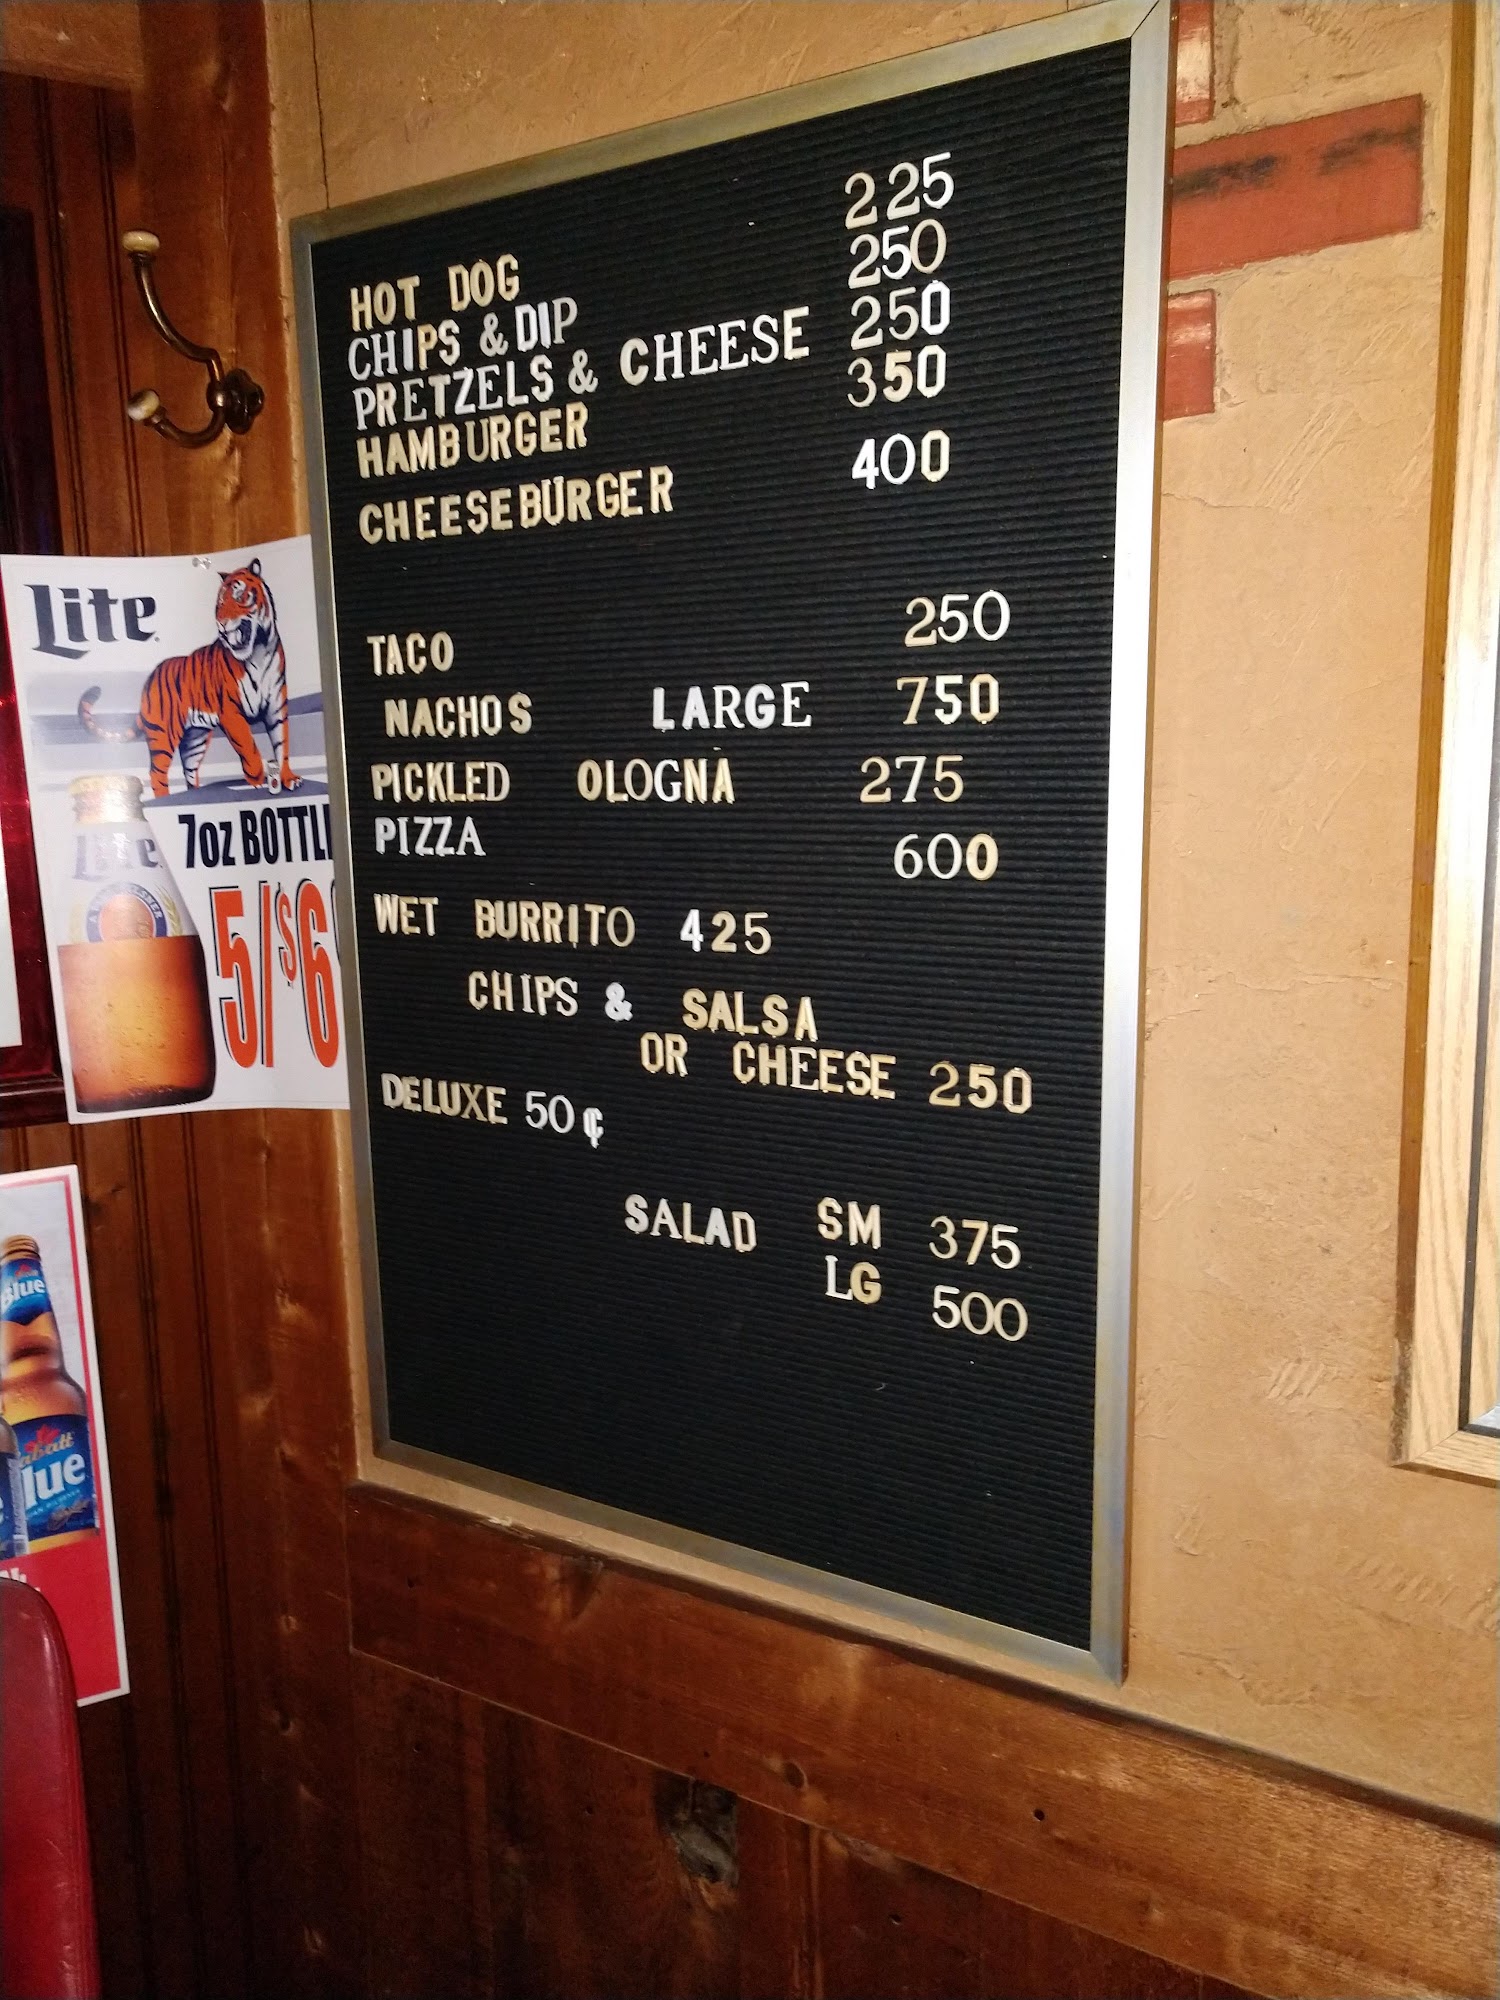 HOT DOG 225
CHIPS & DIP 250
PRETZELS & CHEESE 250
HAMBURGER 350
CHEESEBURGER 400
TACO 250
NACHOS LARGE 750
PICKLED OLOGNA 275
PIZZA 600
WET BURRITO 425
CHIPS & SALSA
OR CHEESE 250
DELUXE 50¢
SALAD SM 375
LG 500
Lite
Lite
7oz BOTTL
5/$6
Blue
lue